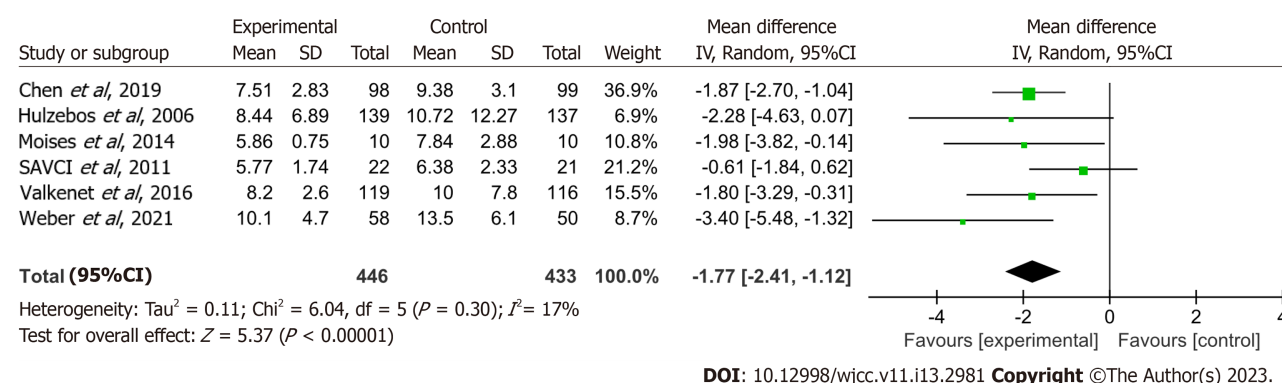 Experimental Control Mean difference Mean difference
Study or subgroup Mean SD Total Mean SD Total Weight IV, Random, 95%CI IV, Random, 95%CI
Chen et al, 2019 7.51 2.83 98 9.38 3.1 99 36.9% -1.87 [-2.70, -1.04]
Hulzebos et al, 2006 8.44 6.89 139 10.72 12.27 137 6.9% -2.28 [-4.63, 0.07]
Moises et al, 2014 5.86 0.75 10 7.84 2.88 10 10.8% -1.98 [-3.82, -0.14]
SAVCI et al, 2011 5.77 1.74 22 6.38 2.33 21 21.2% -0.61 [-1.84, 0.62]
Valkenet et al, 2016 8.2 2.6 119 10 7.8 116 15.5% -1.80 [-3.29, -0.31]
Weber et al, 2021 10.1 4.7 58 13.5 6.1 50 8.7% -3.40 [-5.48, -1.32]
Total (95%CI) 446 433 100.0% -1.77 [-2.41, -1.12]
Heterogeneity: Tau² = 0.11; Chi² = 6.04, df = 5 (P = 0.30); I² = 17%
Test for overall effect: Z = 5.37 (P < 0.00001)
-4 -2 0 2 4
Favours [experimental] Favours [control]
DOI: 10.12998/wjcc.v11.i13.2981 Copyright ©The Author(s) 2023.